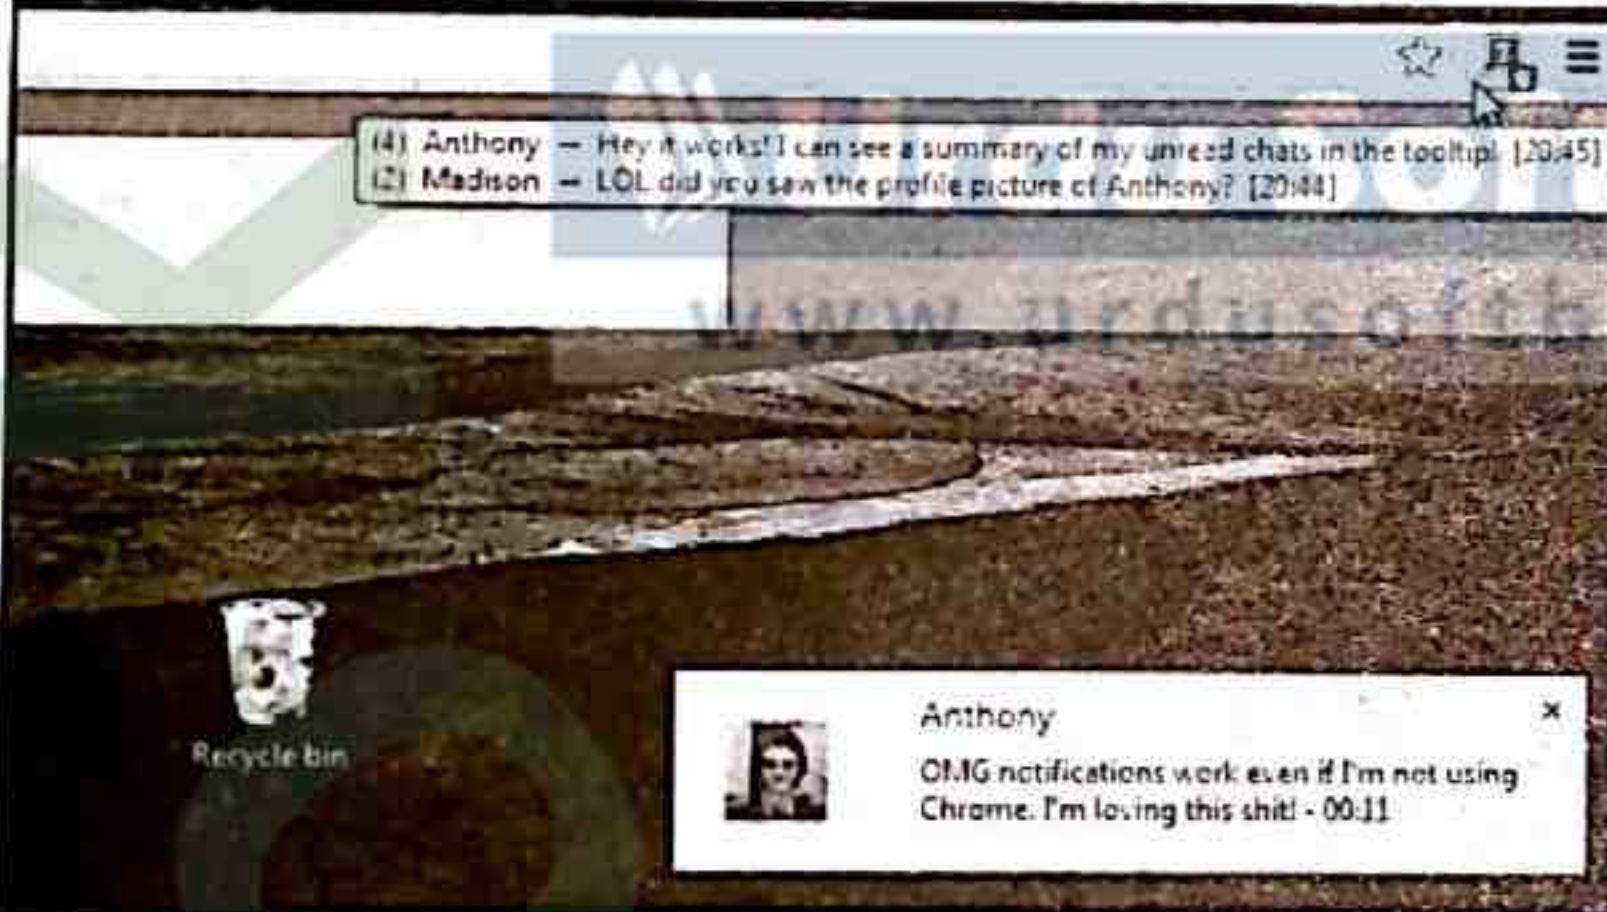 (4) Anthony — Hey it works! I can see a summary of my unread chats in the tooltip! [20:45]
(2) Madison — LOL did you saw the profile picture of Anthony? [20:44]
www.urdusoftb
Recycle bin
Anthony
OMG notifications work even if I'm not using
Chrome. I'm loving this shit! - 00:11